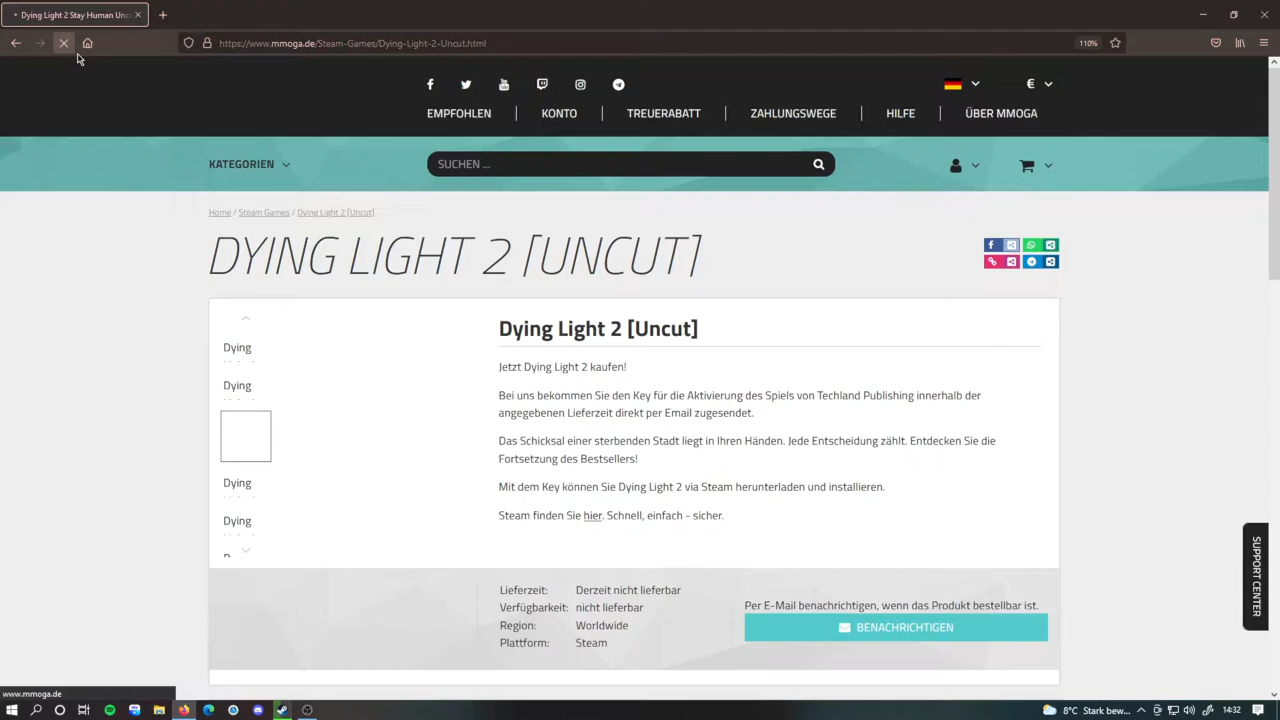 Dying Light 2 Stay Human Unc
https://www.mmoga.de/Steam-Games/Dying-Light-2-Uncut.html
110%
EMPFOHLEN
KONTO
TREUERABATT
ZAHLUNGSWEGE
HILFE
ÜBER MMOGA
€
KATEGORIEN
SUCHEN ...
Home / Steam Games / Dying Light 2 [Uncut]
DYING LIGHT 2 [UNCUT]
Dying
Dying
Dying
Dying
Dying Light 2 [Uncut]
Jetzt Dying Light 2 kaufen!
Bei uns bekommen Sie den Key für die Aktivierung des Spiels von Techland Publishing innerhalb der
angegebenen Lieferzeit direkt per Email zugesendet.
Das Schicksal einer sterbenden Stadt liegt in Ihren Händen. Jede Entscheidung zählt. Entdecken Sie die
Fortsetzung des Bestsellers!
Mit dem Key können Sie Dying Light 2 via Steam herunterladen und installieren.
Steam finden Sie hier. Schnell, einfach - sicher.
Lieferzeit: Derzeit nicht lieferbar
Verfügbarkeit: nicht lieferbar
Region: Worldwide
Plattform: Steam
Per E-Mail benachrichtigen, wenn das Produkt bestellbar ist.
BENACHRICHTIGEN
SUPPORT CENTER
www.mmoga.de
8°C Stark bew...
14:32